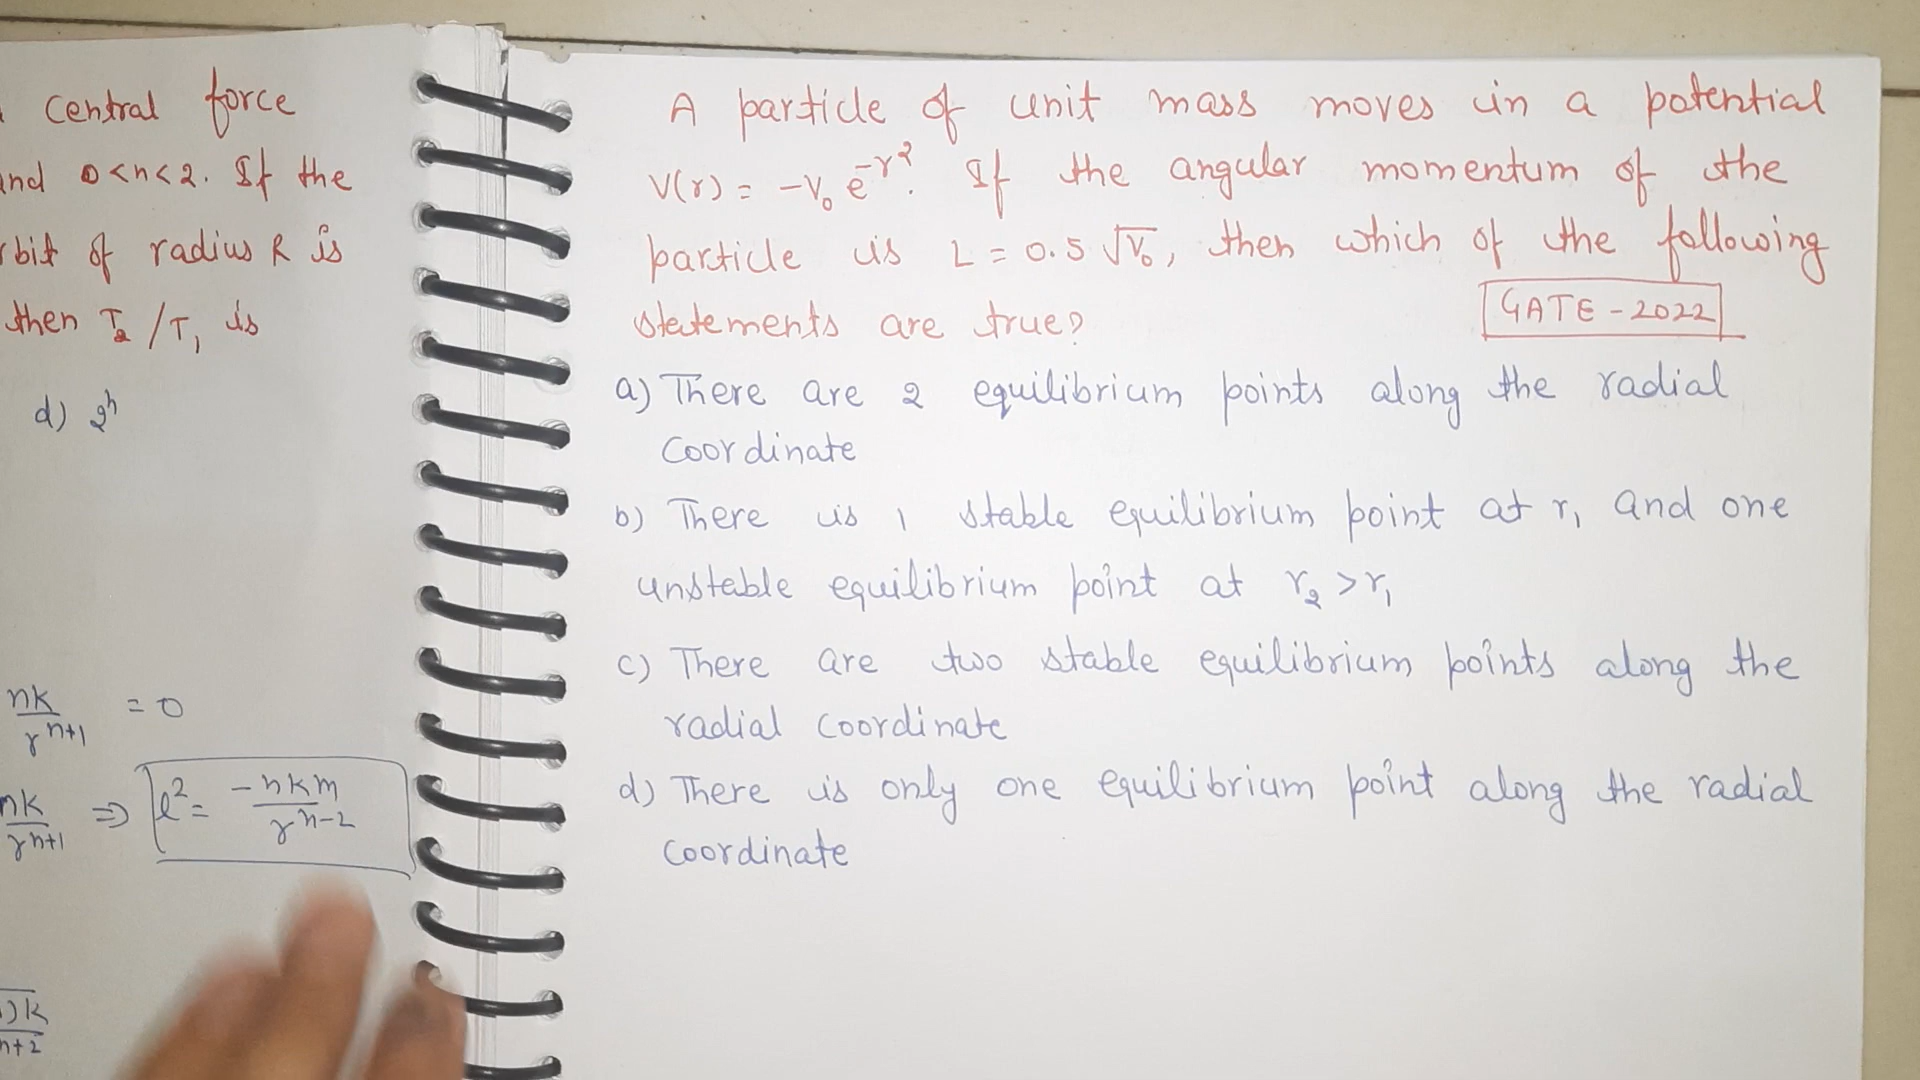 central force
and 0<n<2. If the
orbit of radius R is
then T₂/T₁ is
d) 2ⁿ
nk/rⁿ⁺¹ = 0
nk/rⁿ⁺¹ ⇒ l² = -nkm/rⁿ⁻²
)k
n+2
A particle of unit mass moves in a potential
V(r) = -V₀ e^-r². If the angular momentum of the
particle is L = 0.5 √V₀, then which of the following
statements are true?
GATE - 2022
a) There are 2 equilibrium points along the radial
coordinate
b) There is 1 stable equilibrium point at r₁ and one
unstable equilibrium point at r₂ > r₁
c) There are two stable equilibrium points along the
radial coordinate
d) There is only one equilibrium point along the radial
coordinate